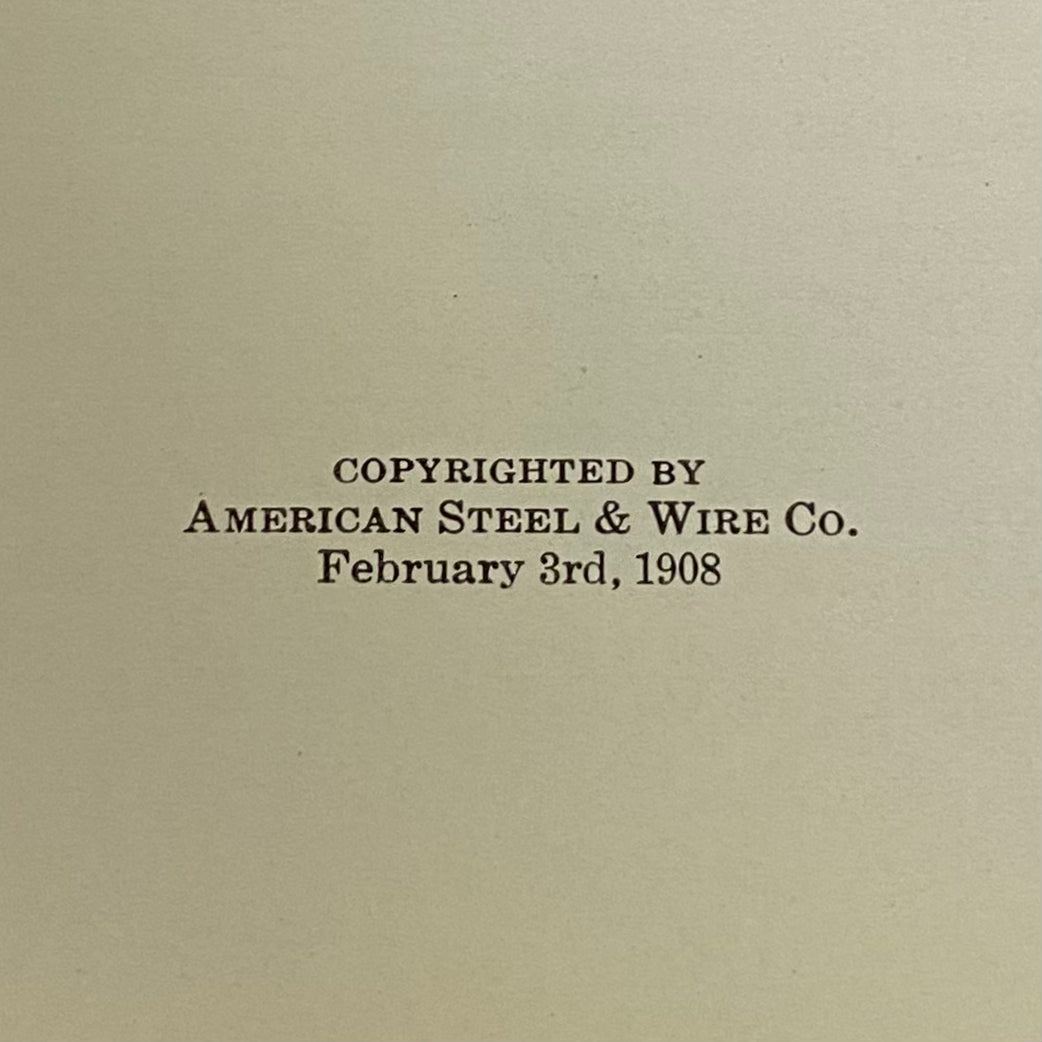 COPYRIGHTED BY
AMERICAN STEEL & WIRE CO.
February 3rd, 1908